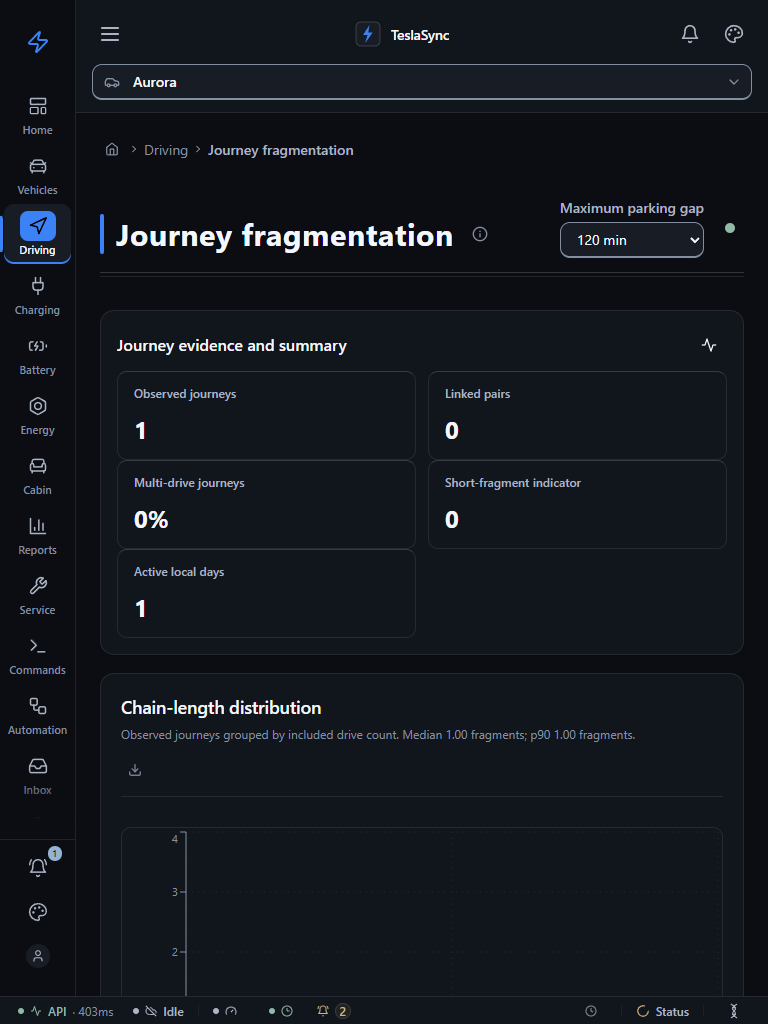 TeslaSync
Aurora
Home
Vehicles
Driving
Charging
Battery
Energy
Cabin
Reports
Service
Commands
Automation
Inbox
1
Driving
Journey fragmentation
Journey fragmentation
Maximum parking gap
120 min
Journey evidence and summary
Observed journeys
1
Linked pairs
0
Multi-drive journeys
0%
Short-fragment indicator
0
Active local days
1
Chain-length distribution
Observed journeys grouped by included drive count. Median 1.00 fragments; p90 1.00 fragments.
4
3
2
API · 403ms
Idle
2
Status